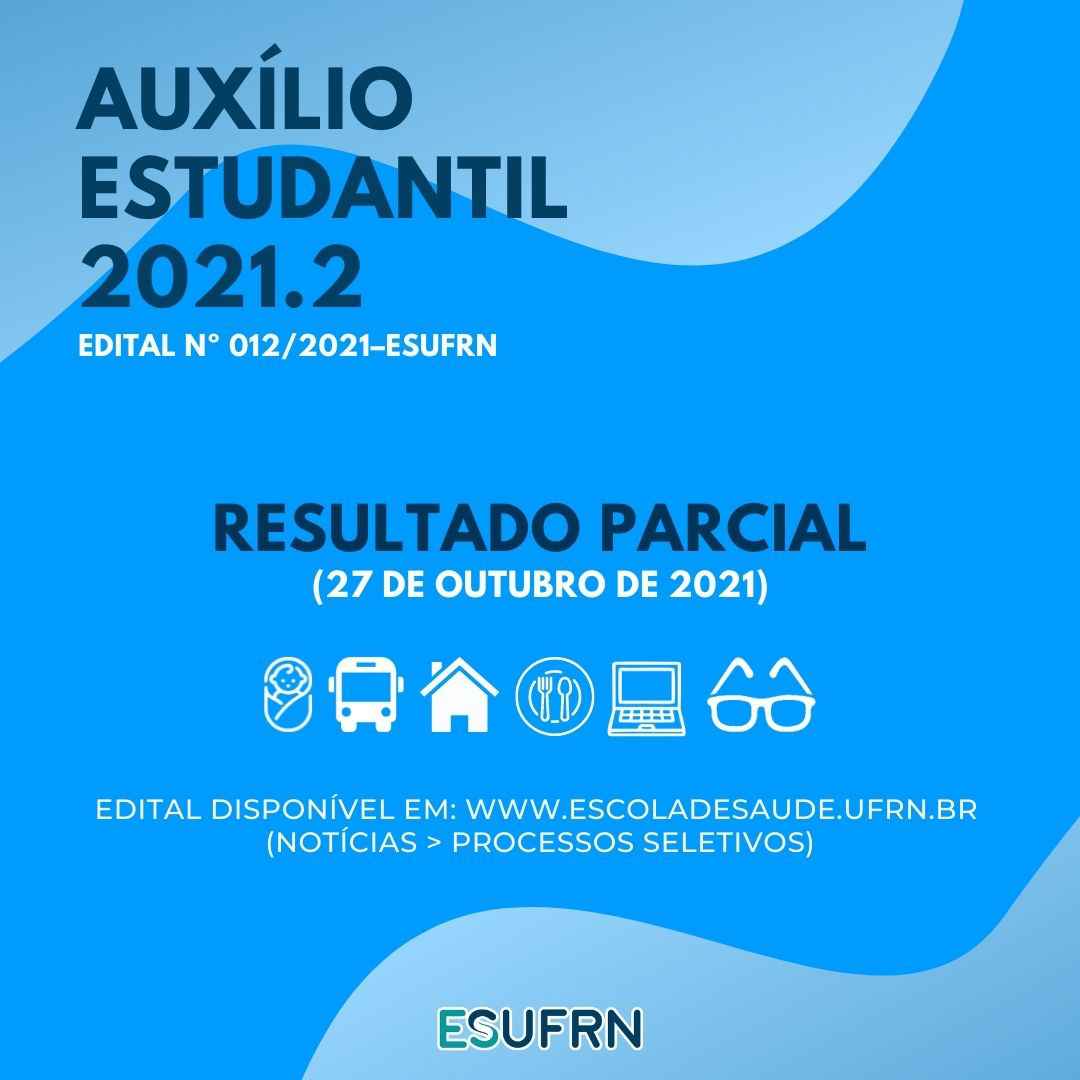 AUXÍLIO
ESTUDANTIL
2021.2
EDITAL Nº 012/2021–ESUFRN
RESULTADO PARCIAL
(27 DE OUTUBRO DE 2021)
EDITAL DISPONÍVEL EM: WWW.ESCOLADESAUDE.UFRN.BR
(NOTÍCIAS > PROCESSOS SELETIVOS)
ESUFRN